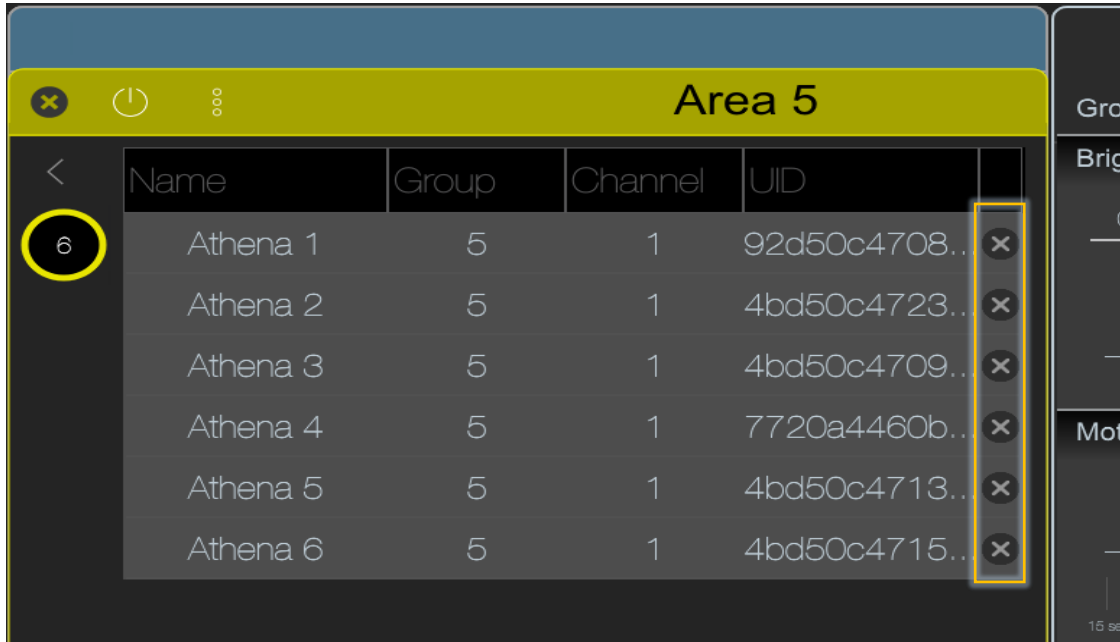 Area 5
Name Group Channel UID
6
Athena 1 5 1 92d50c4708...
Athena 2 5 1 4bd50c4723...
Athena 3 5 1 4bd50c4709...
Athena 4 5 1 7720a4460b...
Athena 5 5 1 4bd50c4713...
Athena 6 5 1 4bd50c4715...
Gro
Brig
Mot
15 se